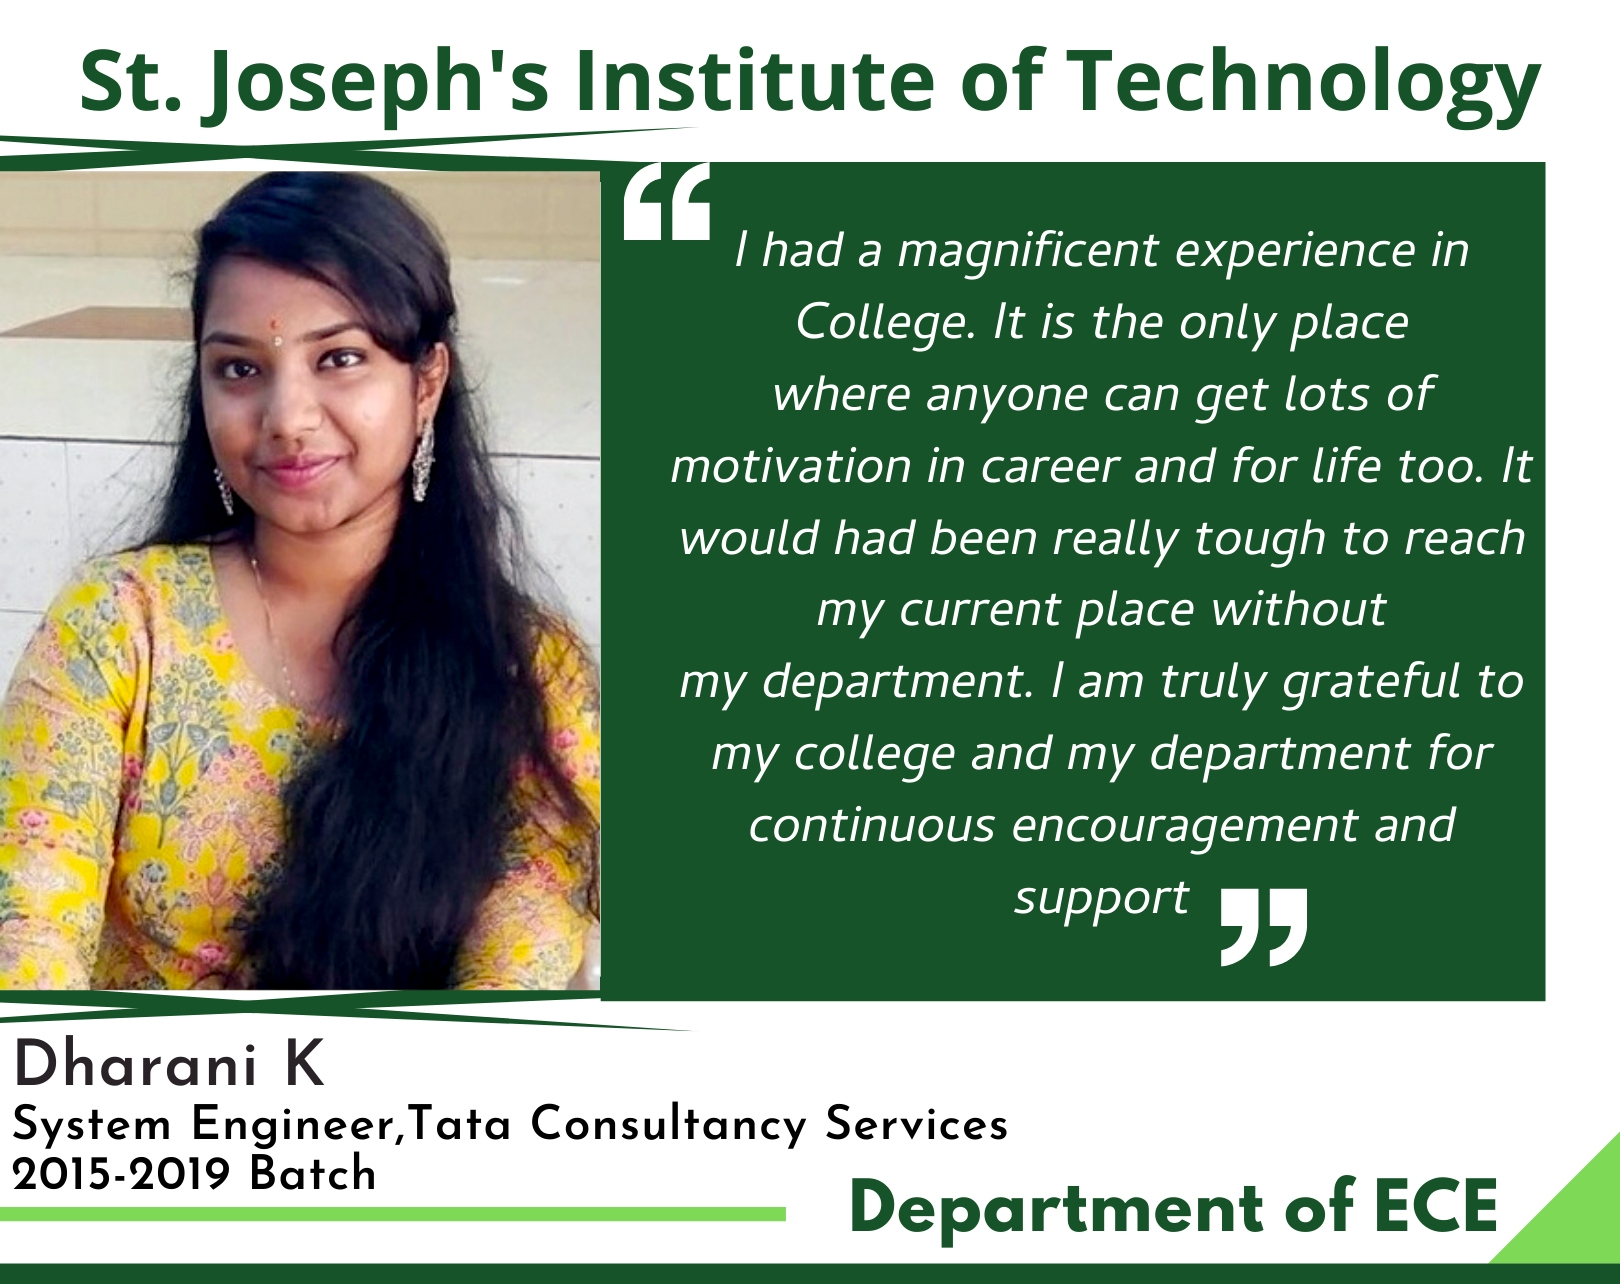 St. Joseph's Institute of Technology
“ I had a magnificent experience in
College. It is the only place
where anyone can get lots of
motivation in career and for life too. It
would had been really tough to reach
my current place without
my department. I am truly grateful to
my college and my department for
continuous encouragement and
support ”
Dharani K
System Engineer,Tata Consultancy Services
2015-2019 Batch
Department of ECE